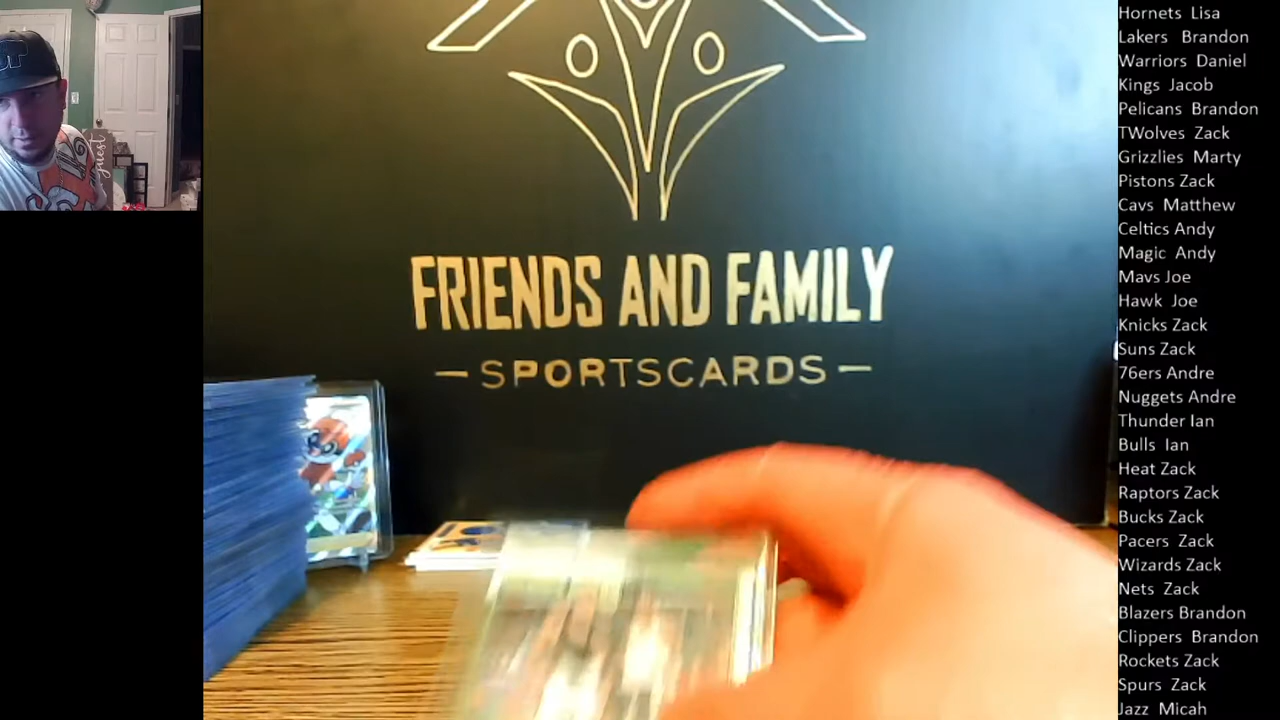 FRIENDS AND FAMILY
SPORTSCARDS
guest
Hornets Lisa
Lakers Brandon
Warriors Daniel
Kings Jacob
Pelicans Brandon
TWolves Zack
Grizzlies Marty
Pistons Zack
Cavs Matthew
Celtics Andy
Magic Andy
Mavs Joe
Hawk Joe
Knicks Zack
Suns Zack
76ers Andre
Nuggets Andre
Thunder Ian
Bulls Ian
Heat Zack
Raptors Zack
Bucks Zack
Pacers Zack
Wizards Zack
Nets Zack
Blazers Brandon
Clippers Brandon
Rockets Zack
Spurs Zack
Jazz Micah